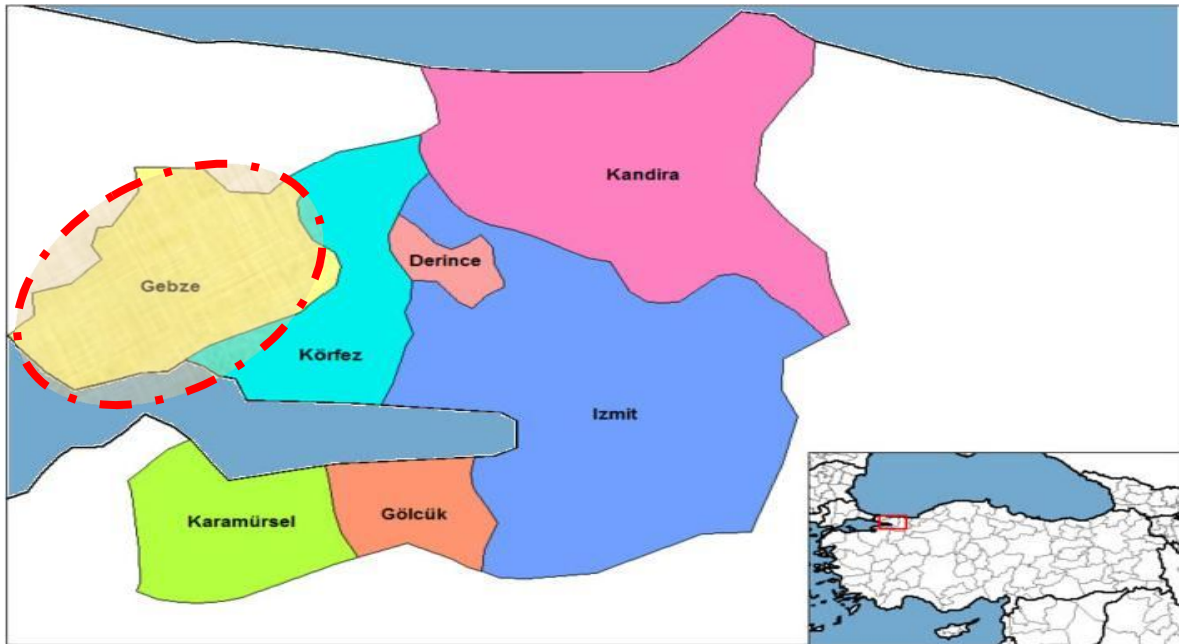 Kandira
Derince
Gebze
Körfez
Izmit
Karamürsel
Gölcük